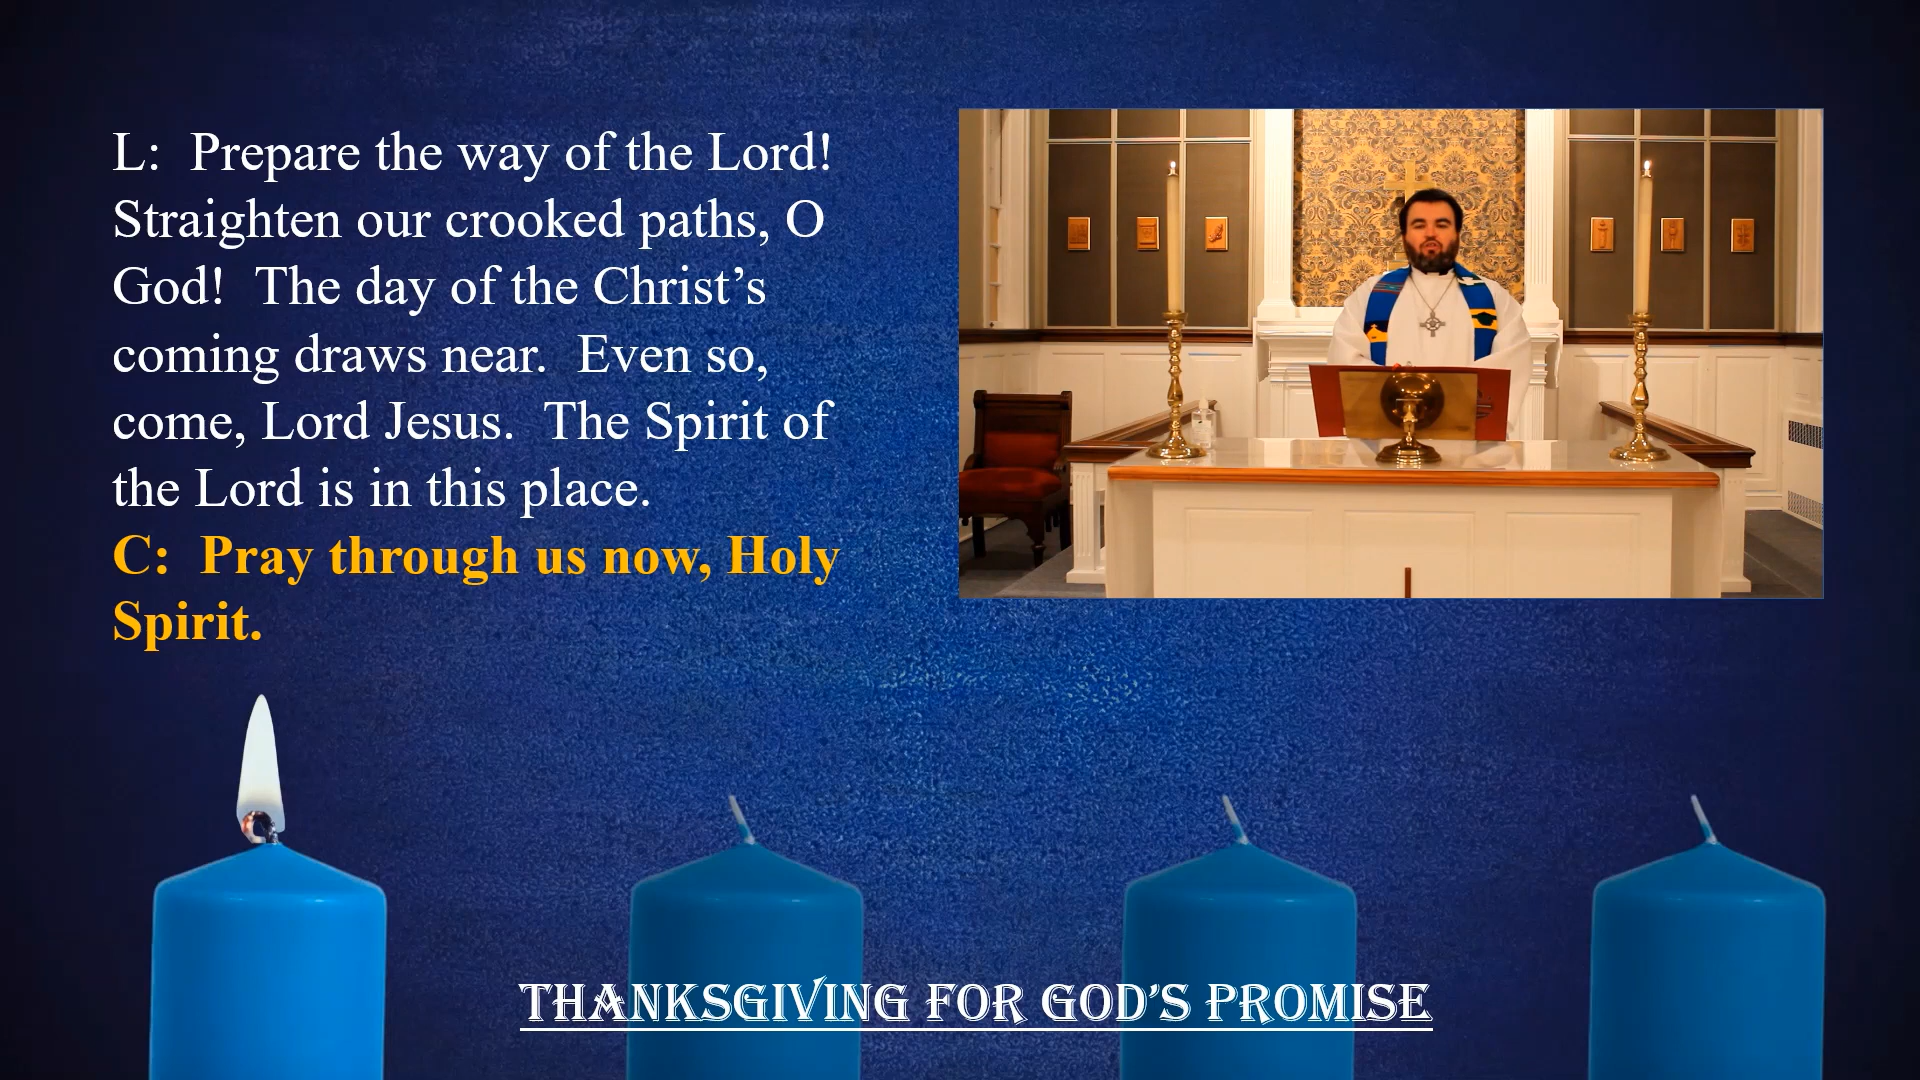 L:  Prepare the way of the Lord!
Straighten our crooked paths, O
God!  The day of the Christ’s
coming draws near.  Even so,
come, Lord Jesus.  The Spirit of
the Lord is in this place.
C:  Pray through us now, Holy
Spirit.
THANKSGIVING FOR GOD’S PROMISE